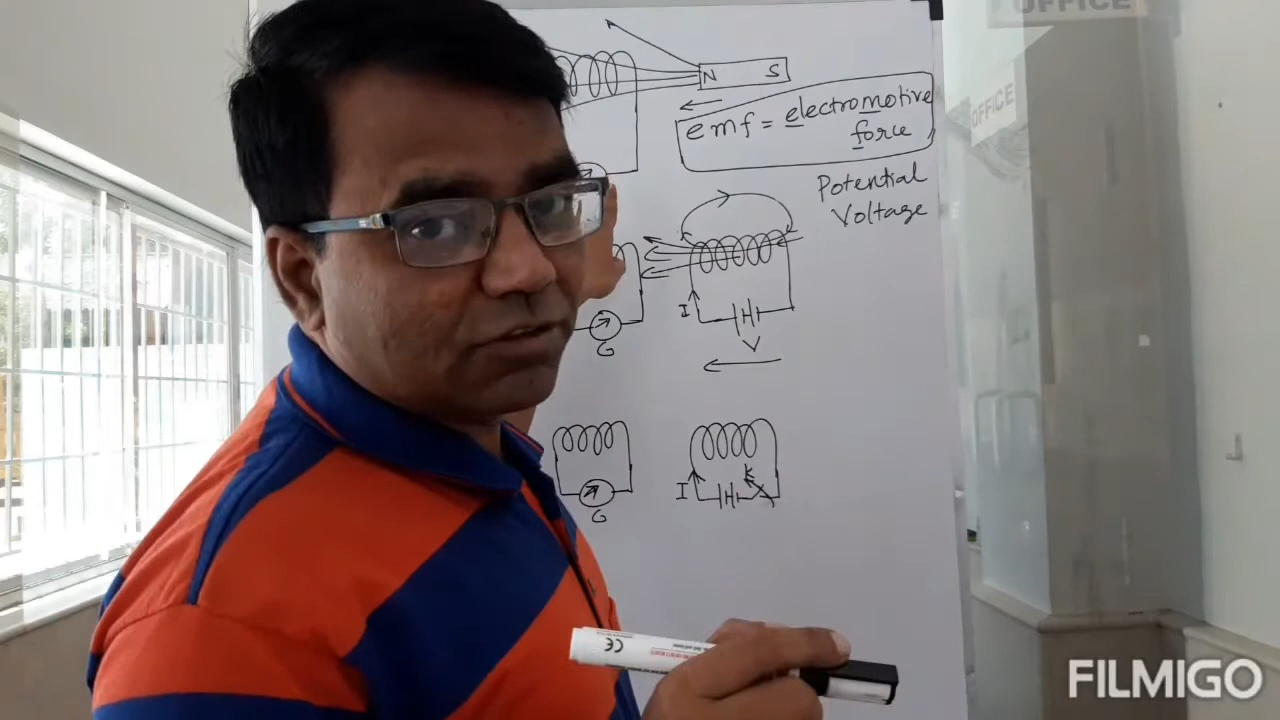 OFFICE
OFFICE
N S
emf = electromotive
force
Potential
Voltage
I
V
G
I
K
G
CE
FILMIGO